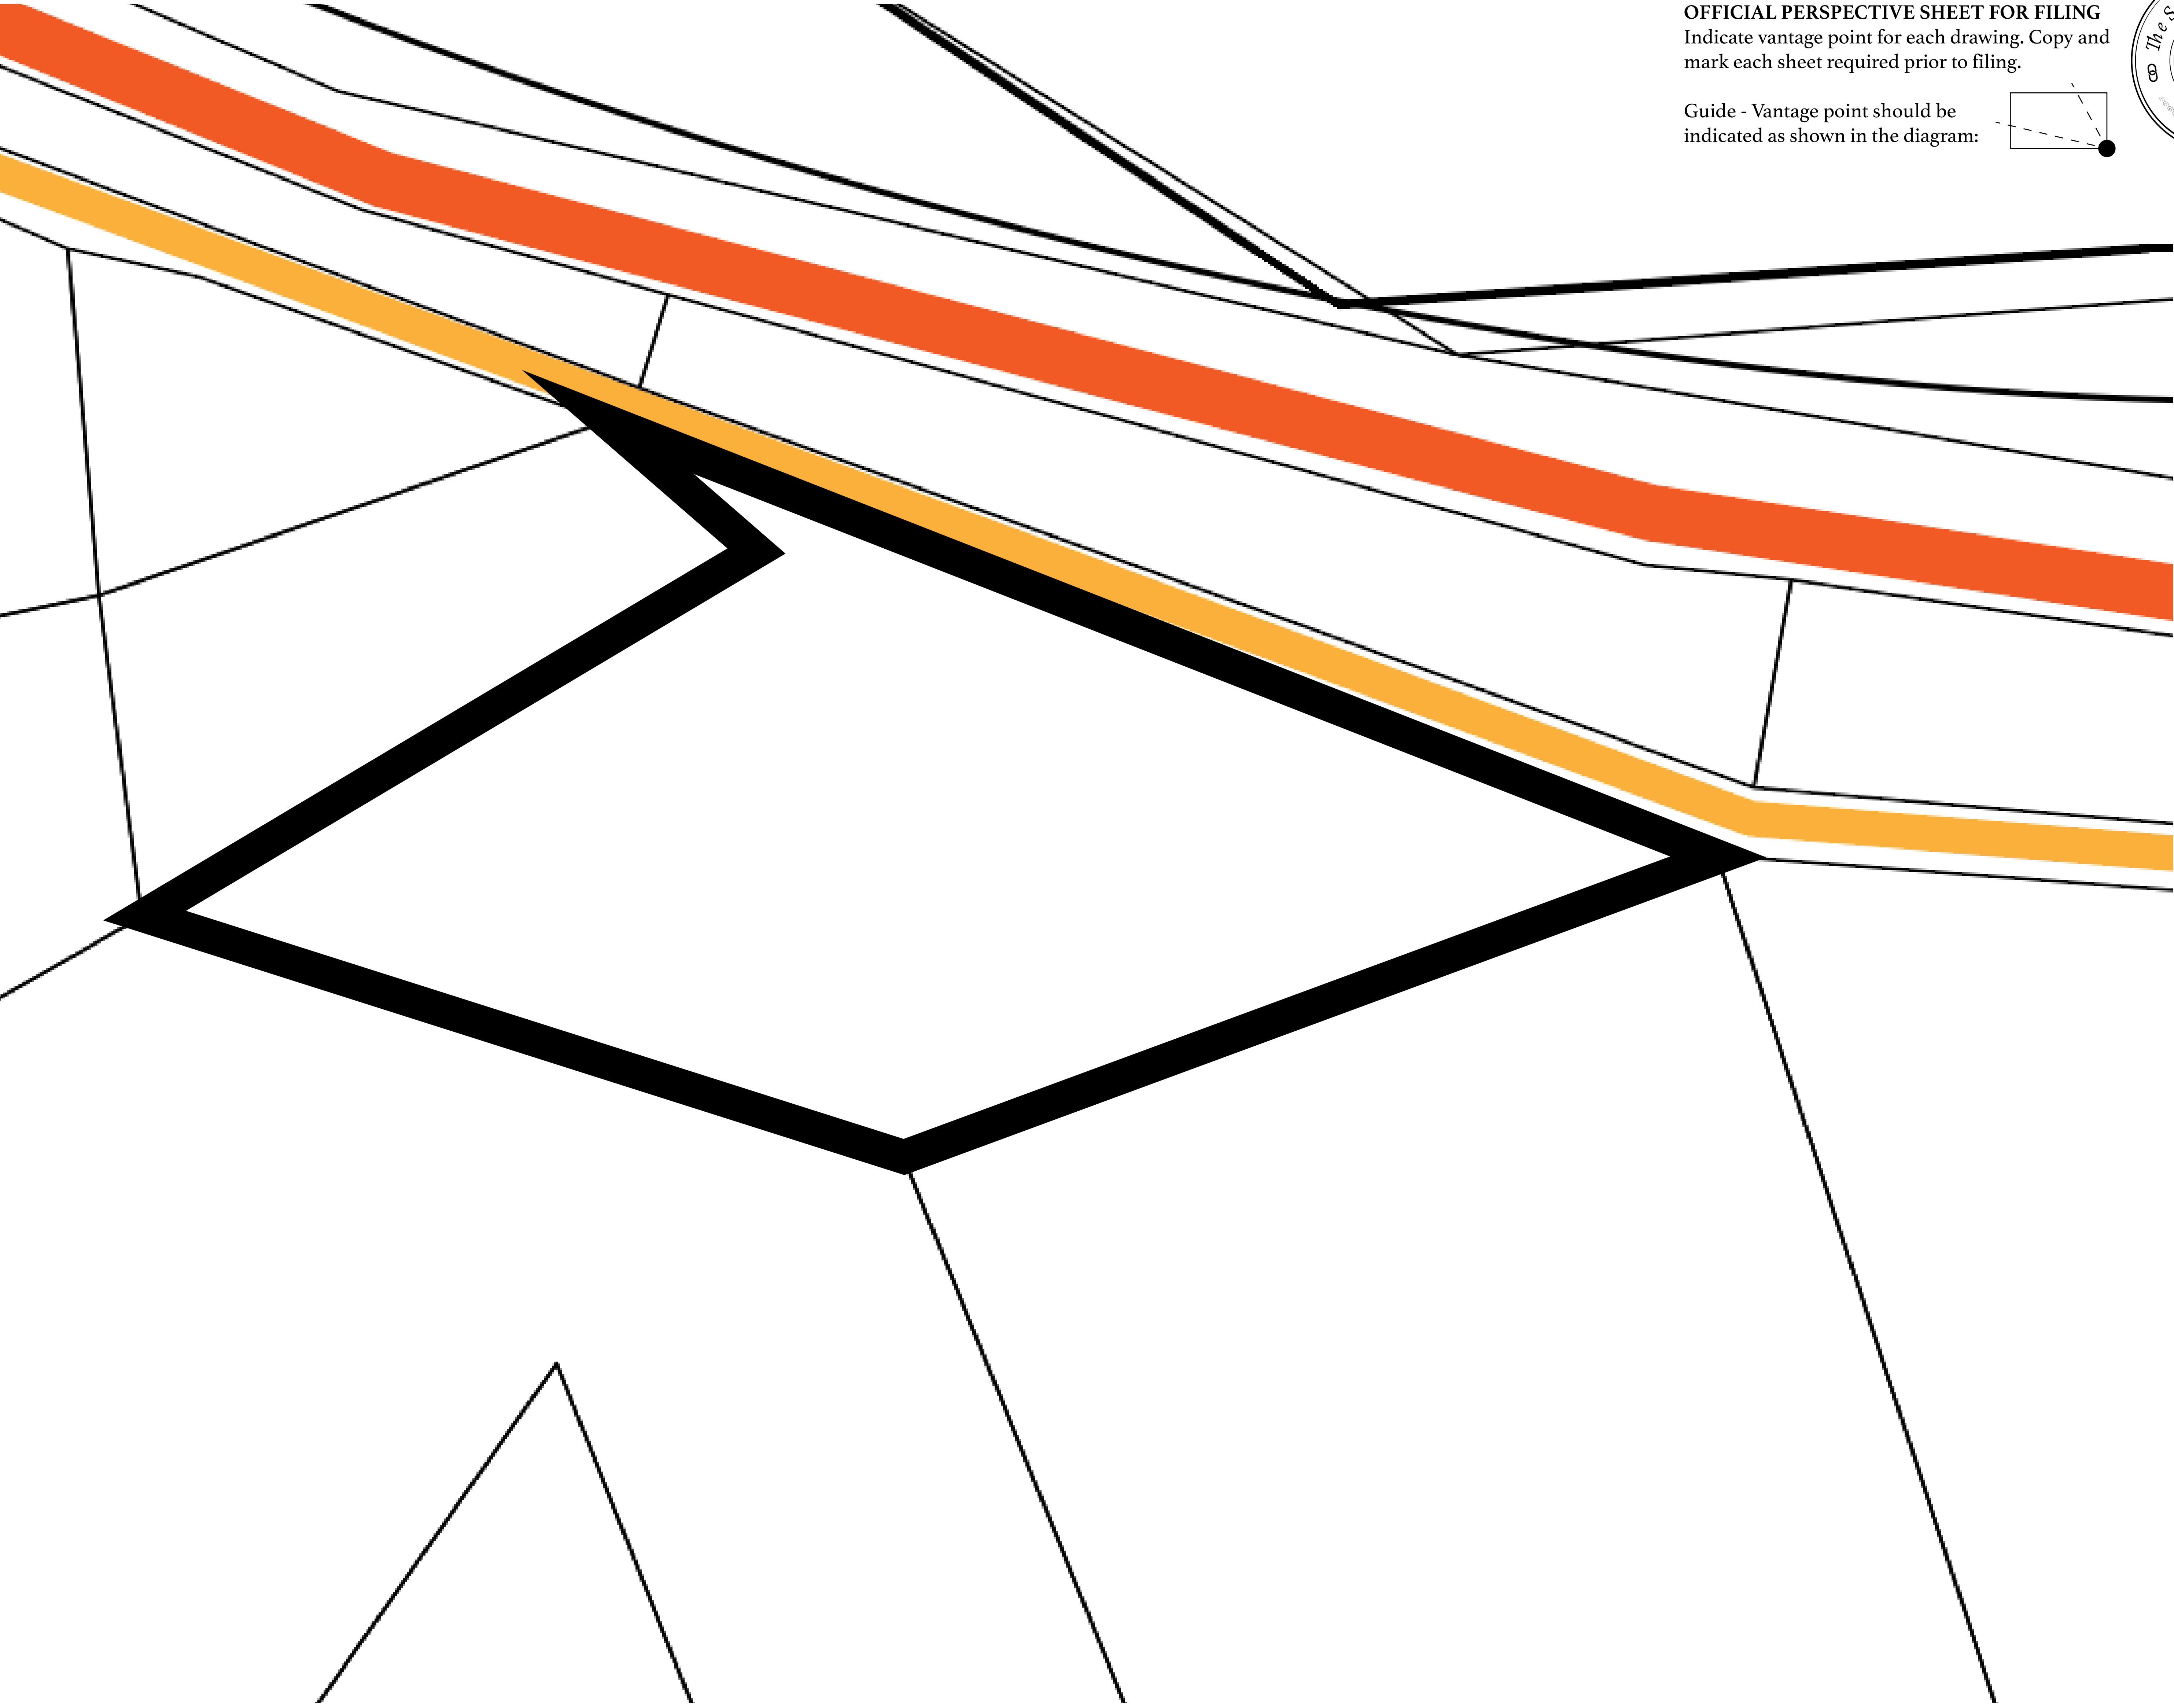 OFFICIAL PERSPECTIVE SHEET FOR FILING
Indicate vantage point for each drawing. Copy and
mark each sheet required prior to filing.
Guide - Vantage point should be
indicated as shown in the diagram:
The